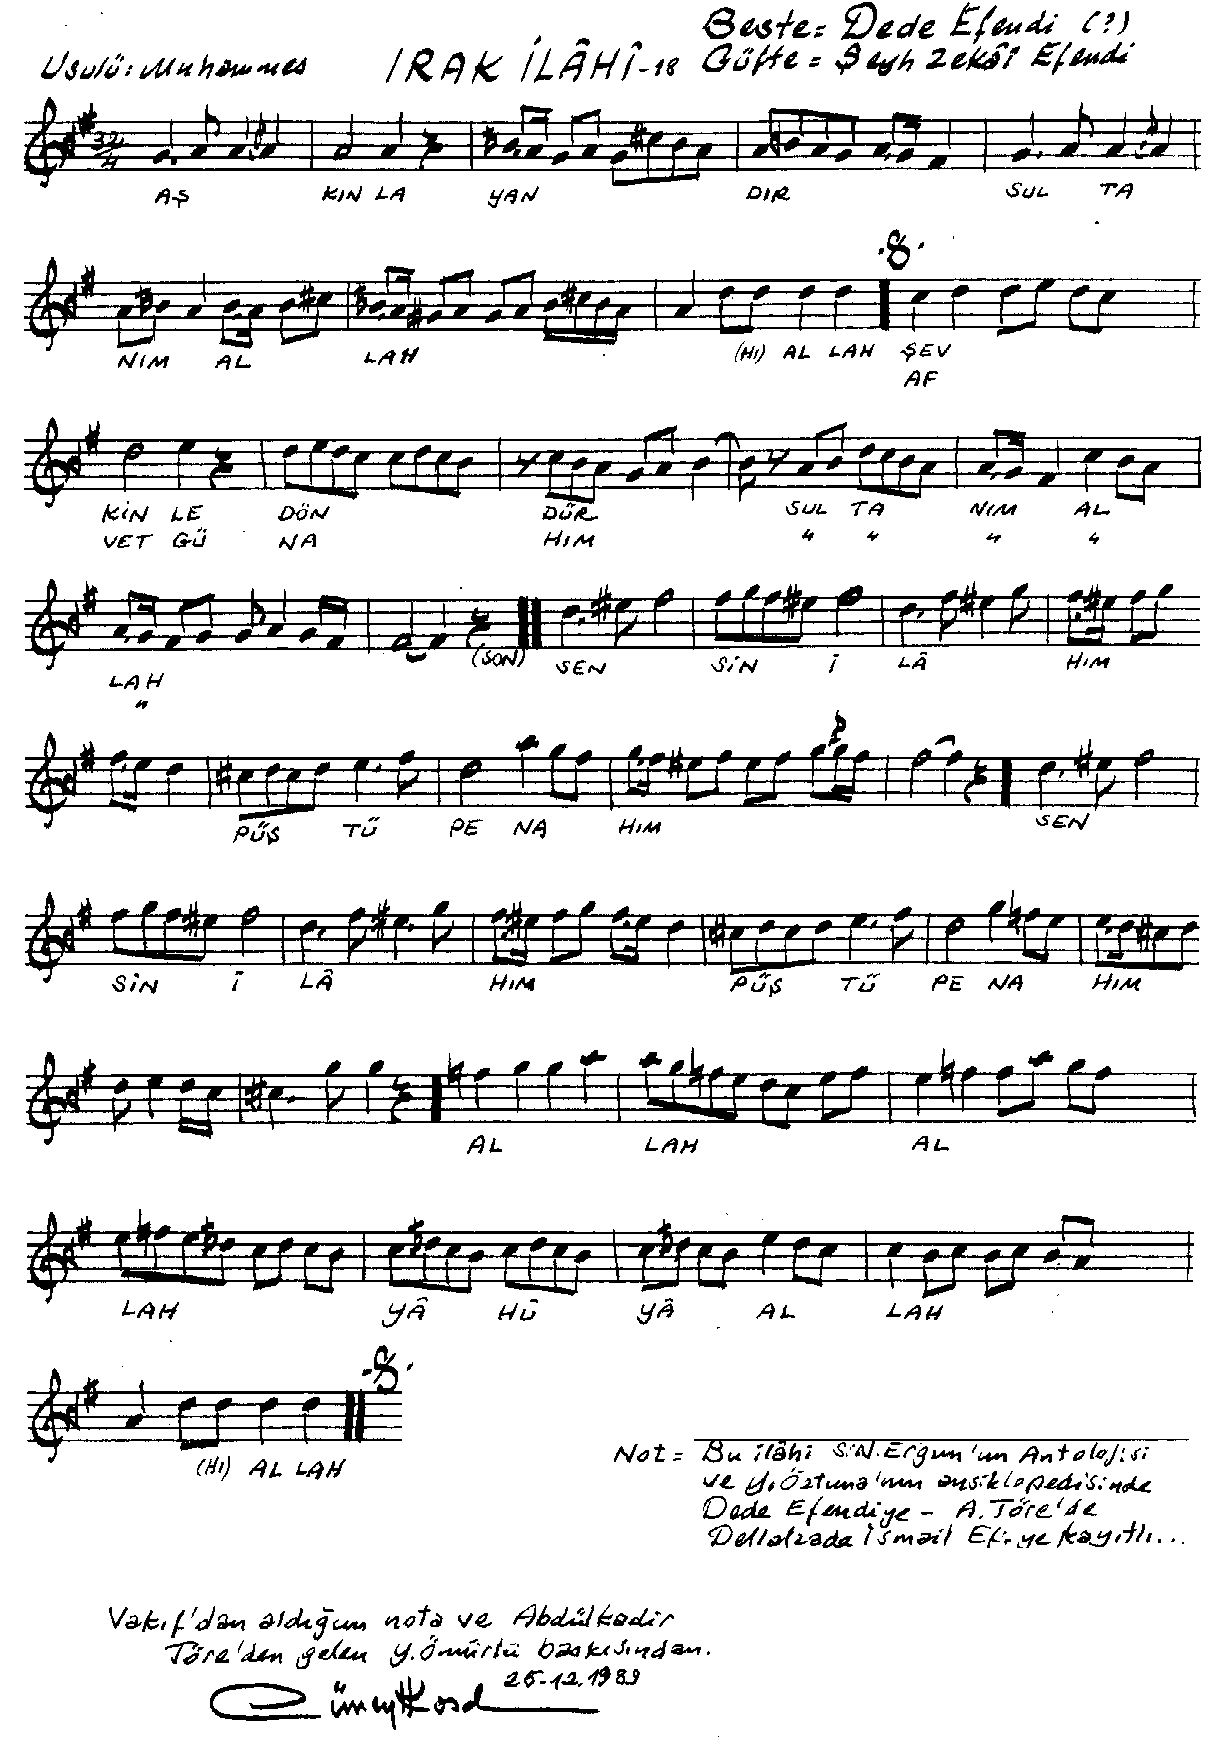 Beste = Dede Efendi (?)
Usulü: Muhammes IRAK İLÂHÎ - 18 Güfte = Şeyh Zekâî Efendi
32/4
AŞ KIN LA YAN DIR SUL TA
NIM AL LAH (HI) AL LAH ŞEV
AF
KİN LE DÖN DÜR SUL TA NIM AL
VET GÜ NA HIM " " " "
(SON) SEN SİN İ LÂ HIM
LAH
"
PÜŞ TÜ PE NA HIM SEN
SİN İ LÂ HIM PÜŞ TÜ PE NA HIM
AL LAH AL
LAH YÂ HÛ YÂ AL LAH
(HI) AL LAH
Not = Bu ilâhi S.N. Ergun'un Antolojisi
ve Y. Öztuna'nın ansiklopedisinde
Dede Efendiye - A. Töre'de
Dellalzada İsmail Ef. ye kayıtlı...
Vakıf'dan aldığım nota ve Abdülkadir
Töre'den gelen Y. Ömürlü baskısından.
25-12-1989
Cüneyt Kosal